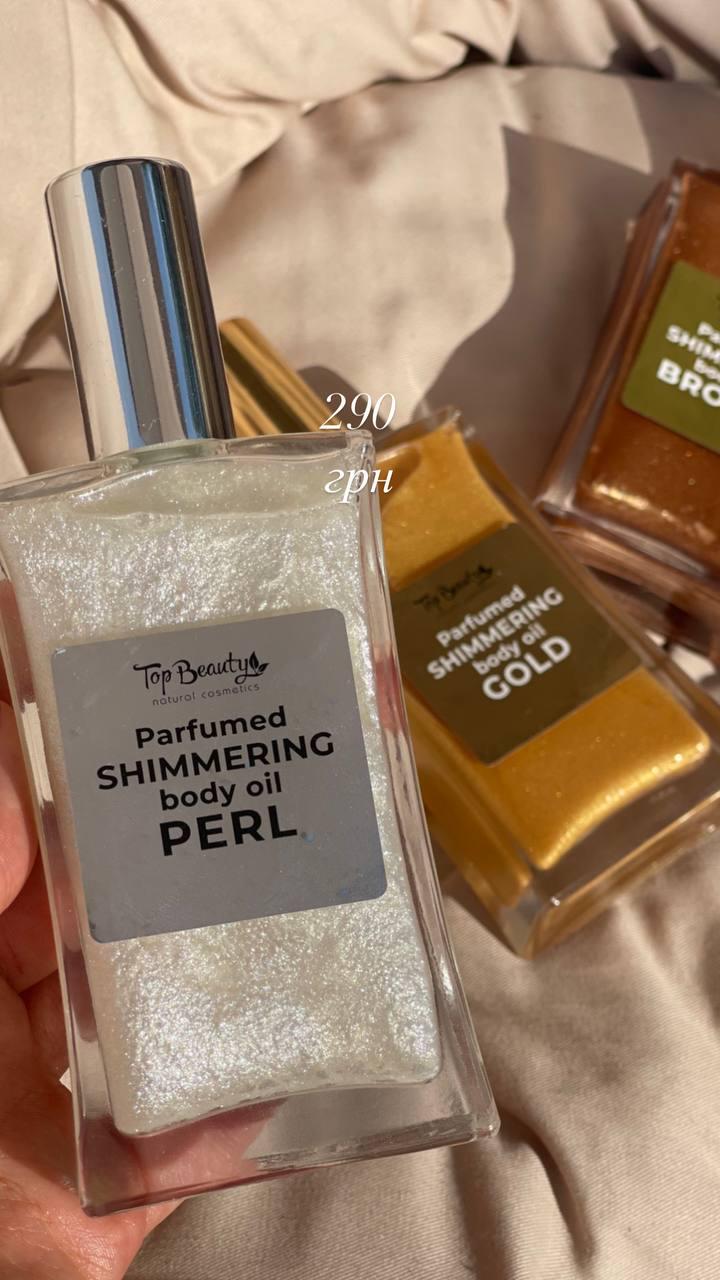 290
грн
Top Beauty
natural cosmetics
Parfumed
SHIMMERING
body oil
PERL
Top Beauty
Parfumed
SHIMMERING
body oil
GOLD